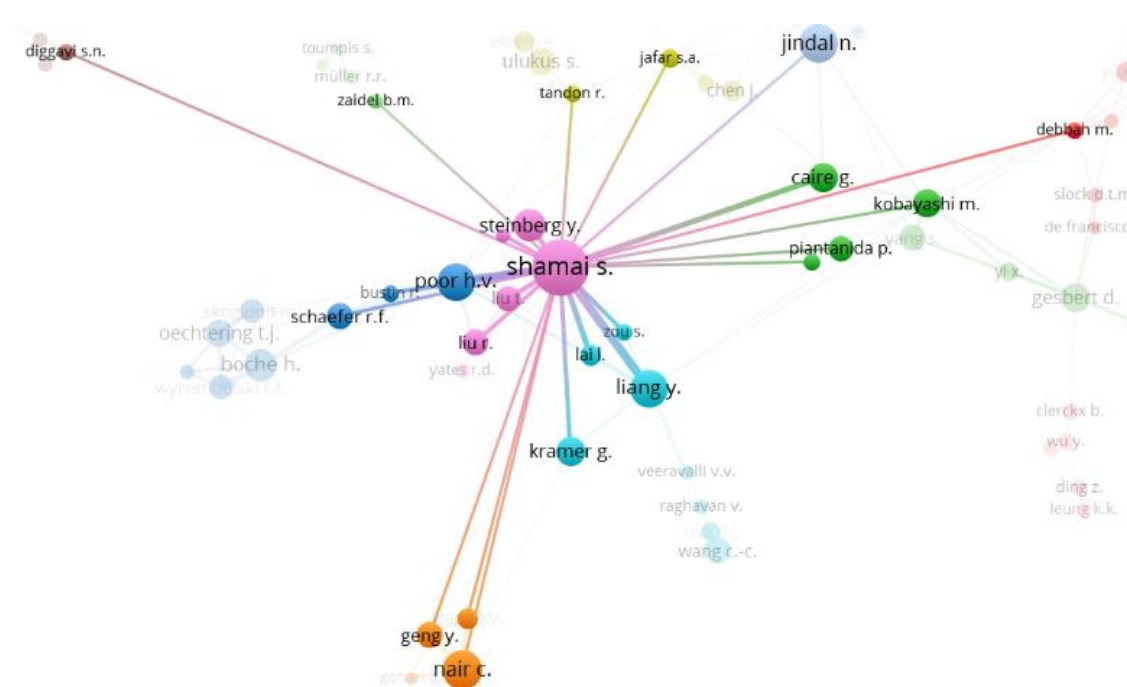 diggavi s.n.
toumpis s.
müller r.r.
zaidel b.m.
ulukus s.
tandon r.
jafar s.a.
chen j.
jindal n.
debbah m.
caire g.
kobayashi m.
slock d.t.m
de francisco
yang s.
piantanida p.
yi x.
gesbert d.
steinberg y.
shamai s.
poor h.v.
bustin r.
liu t.
schaefer r.f.
oechtering t.j.
boche h.
liu r.
yates r.d.
zou s.
lai l.
liang y.
kramer g.
veeravalli v.v.
raghavan v.
wang c.-c.
clerckx b.
wu y.
ding z.
leung k.k.
geng y.
nair c.